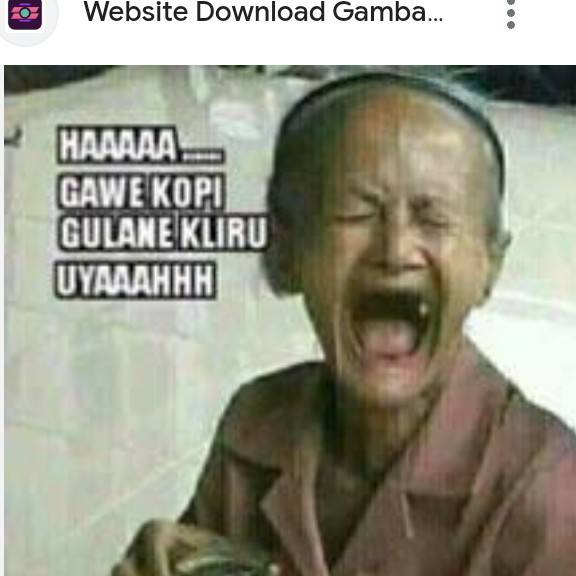 Website Download Gamba...
HAAAAA.....
GAWE KOPI
GULANE KLIRU
UYAAAHHH